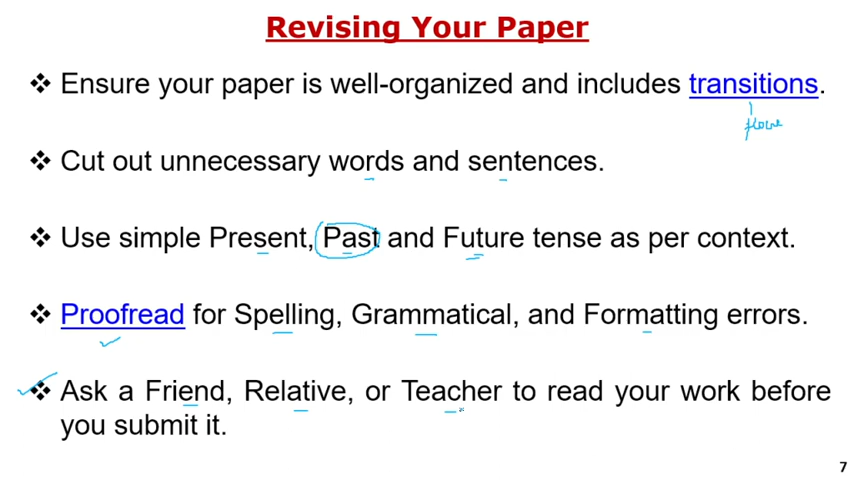 Revising Your Paper
❖ Ensure your paper is well-organized and includes transitions.
❖ Cut out unnecessary words and sentences.
❖ Use simple Present, Past and Future tense as per context.
❖ Proofread for Spelling, Grammatical, and Formatting errors.
❖ Ask a Friend, Relative, or Teacher to read your work before
you submit it.
7